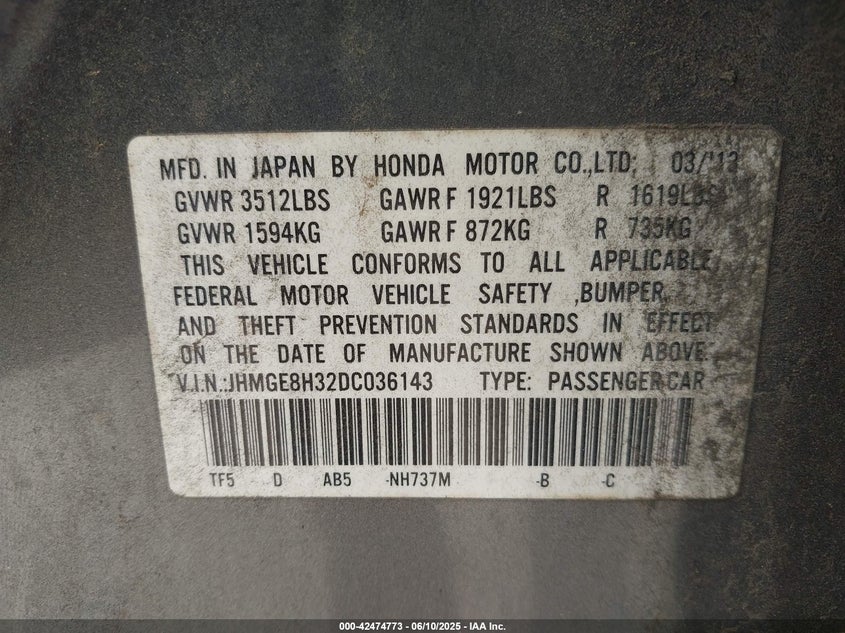 MFD. IN JAPAN BY HONDA MOTOR CO.,LTD; 03/'13
GVWR 3512LBS GAWR F 1921LBS R 1619LBS
GVWR 1594KG GAWR F 872KG R 735KG
THIS VEHICLE CONFORMS TO ALL APPLICABLE
FEDERAL MOTOR VEHICLE SAFETY ,BUMPER,
AND THEFT PREVENTION STANDARDS IN EFFECT
ON THE DATE OF MANUFACTURE SHOWN ABOVE.
V.I.N.:JHMGE8H32DC036143 TYPE: PASSENGER CAR
TF5 D AB5 -NH737M -B -C
000-42474773 - 06/10/2025 - IAA Inc.